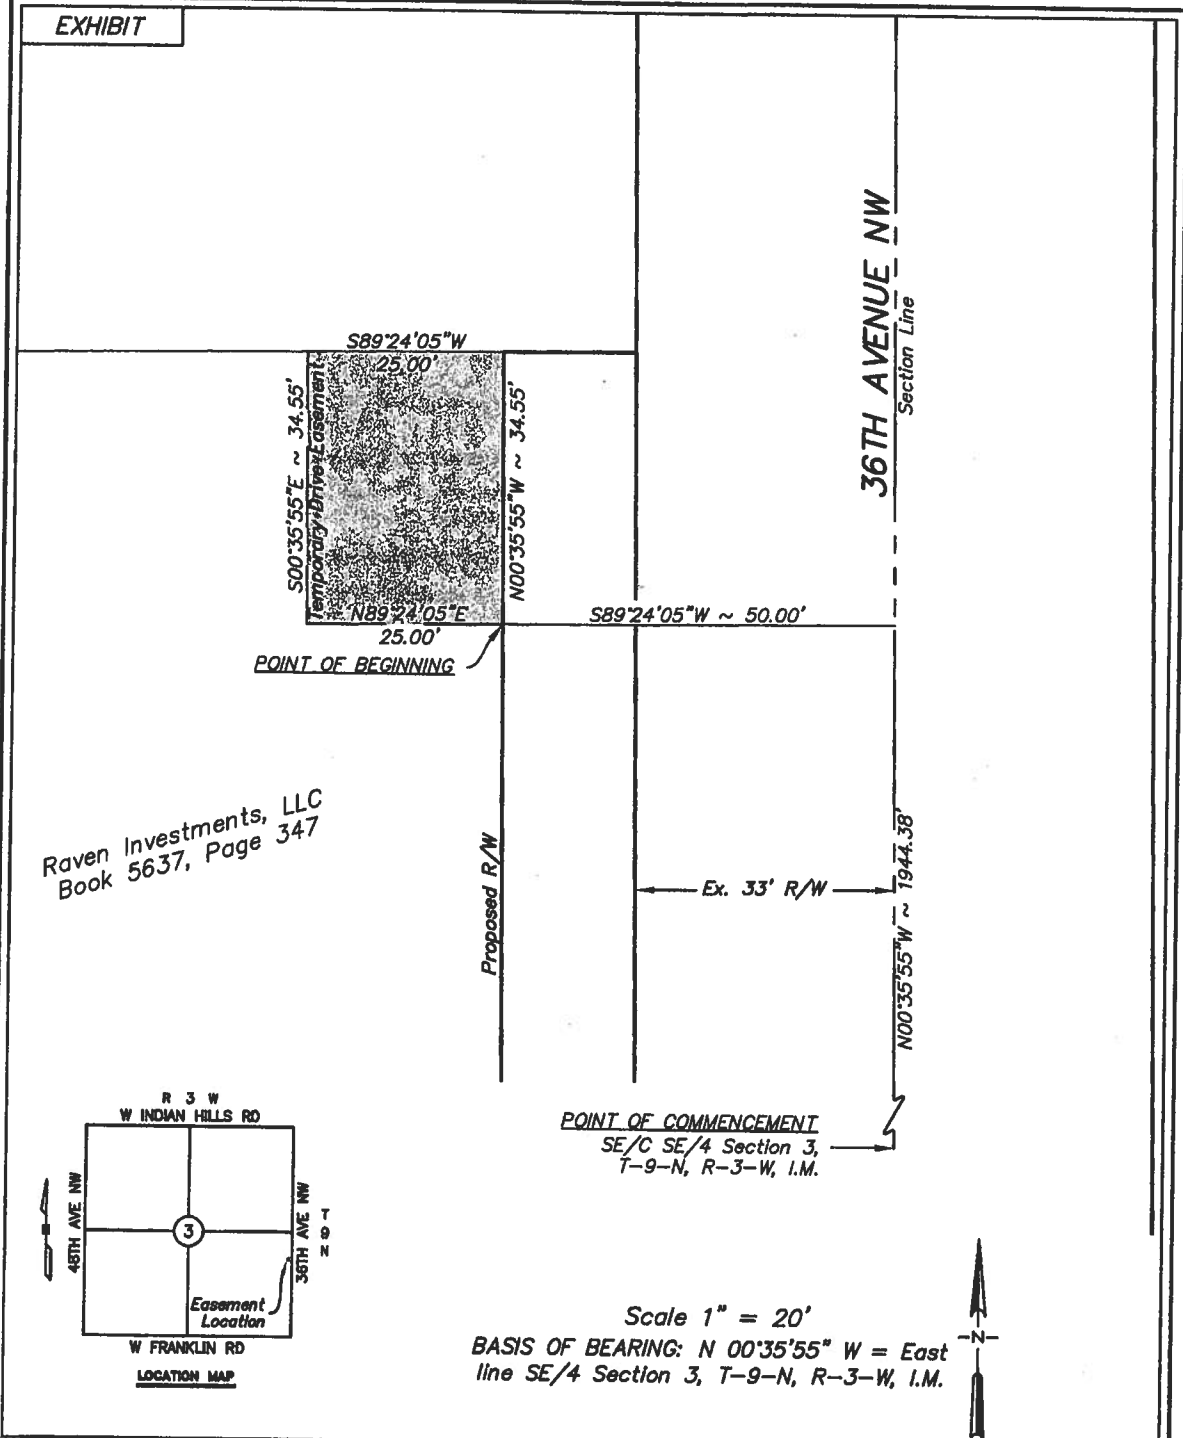 EXHIBIT
36TH AVENUE NW
Section Line
S89°24'05"W
25.00'
S00°35'55"E ~ 34.55'
Temporary Drive Easement
N00°35'55"W ~ 34.55'
N89°24'05"E
25.00'
S89°24'05"W ~ 50.00'
POINT OF BEGINNING
Raven Investments, LLC
Book 5637, Page 347
Proposed R/W
Ex. 33' R/W
N00°35'55"W ~ 1944.38'
POINT OF COMMENCEMENT
SE/C SE/4 Section 3,
T-9-N, R-3-W, I.M.
R 3 W
W INDIAN HILLS RD
48TH AVE NW
3
36TH AVE NW
T
9
N
Easement
Location
W FRANKLIN RD
LOCATION MAP
Scale 1" = 20'
BASIS OF BEARING: N 00°35'55" W = East
line SE/4 Section 3, T-9-N, R-3-W, I.M.
-N-